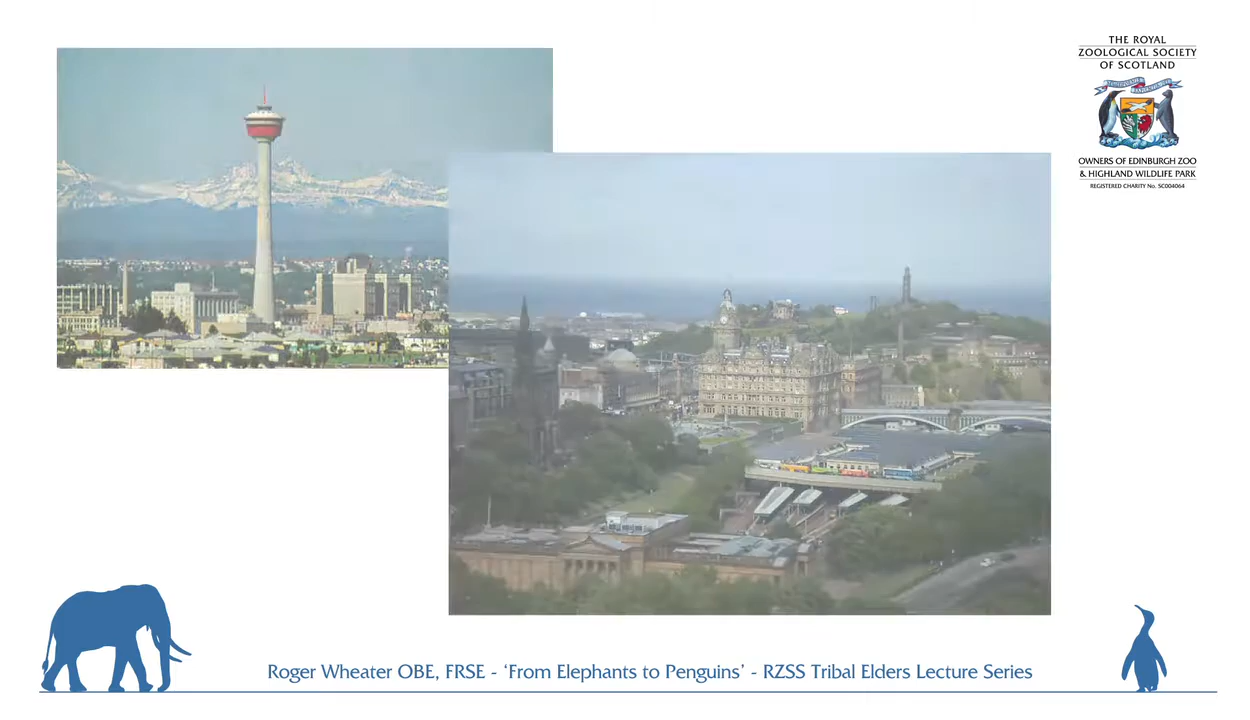 THE ROYAL
ZOOLOGICAL SOCIETY
OF SCOTLAND
OWNERS OF EDINBURGH ZOO
& HIGHLAND WILDLIFE PARK
REGISTERED CHARITY No. SC004064
Roger Wheater OBE, FRSE - ‘From Elephants to Penguins’ - RZSS Tribal Elders Lecture Series